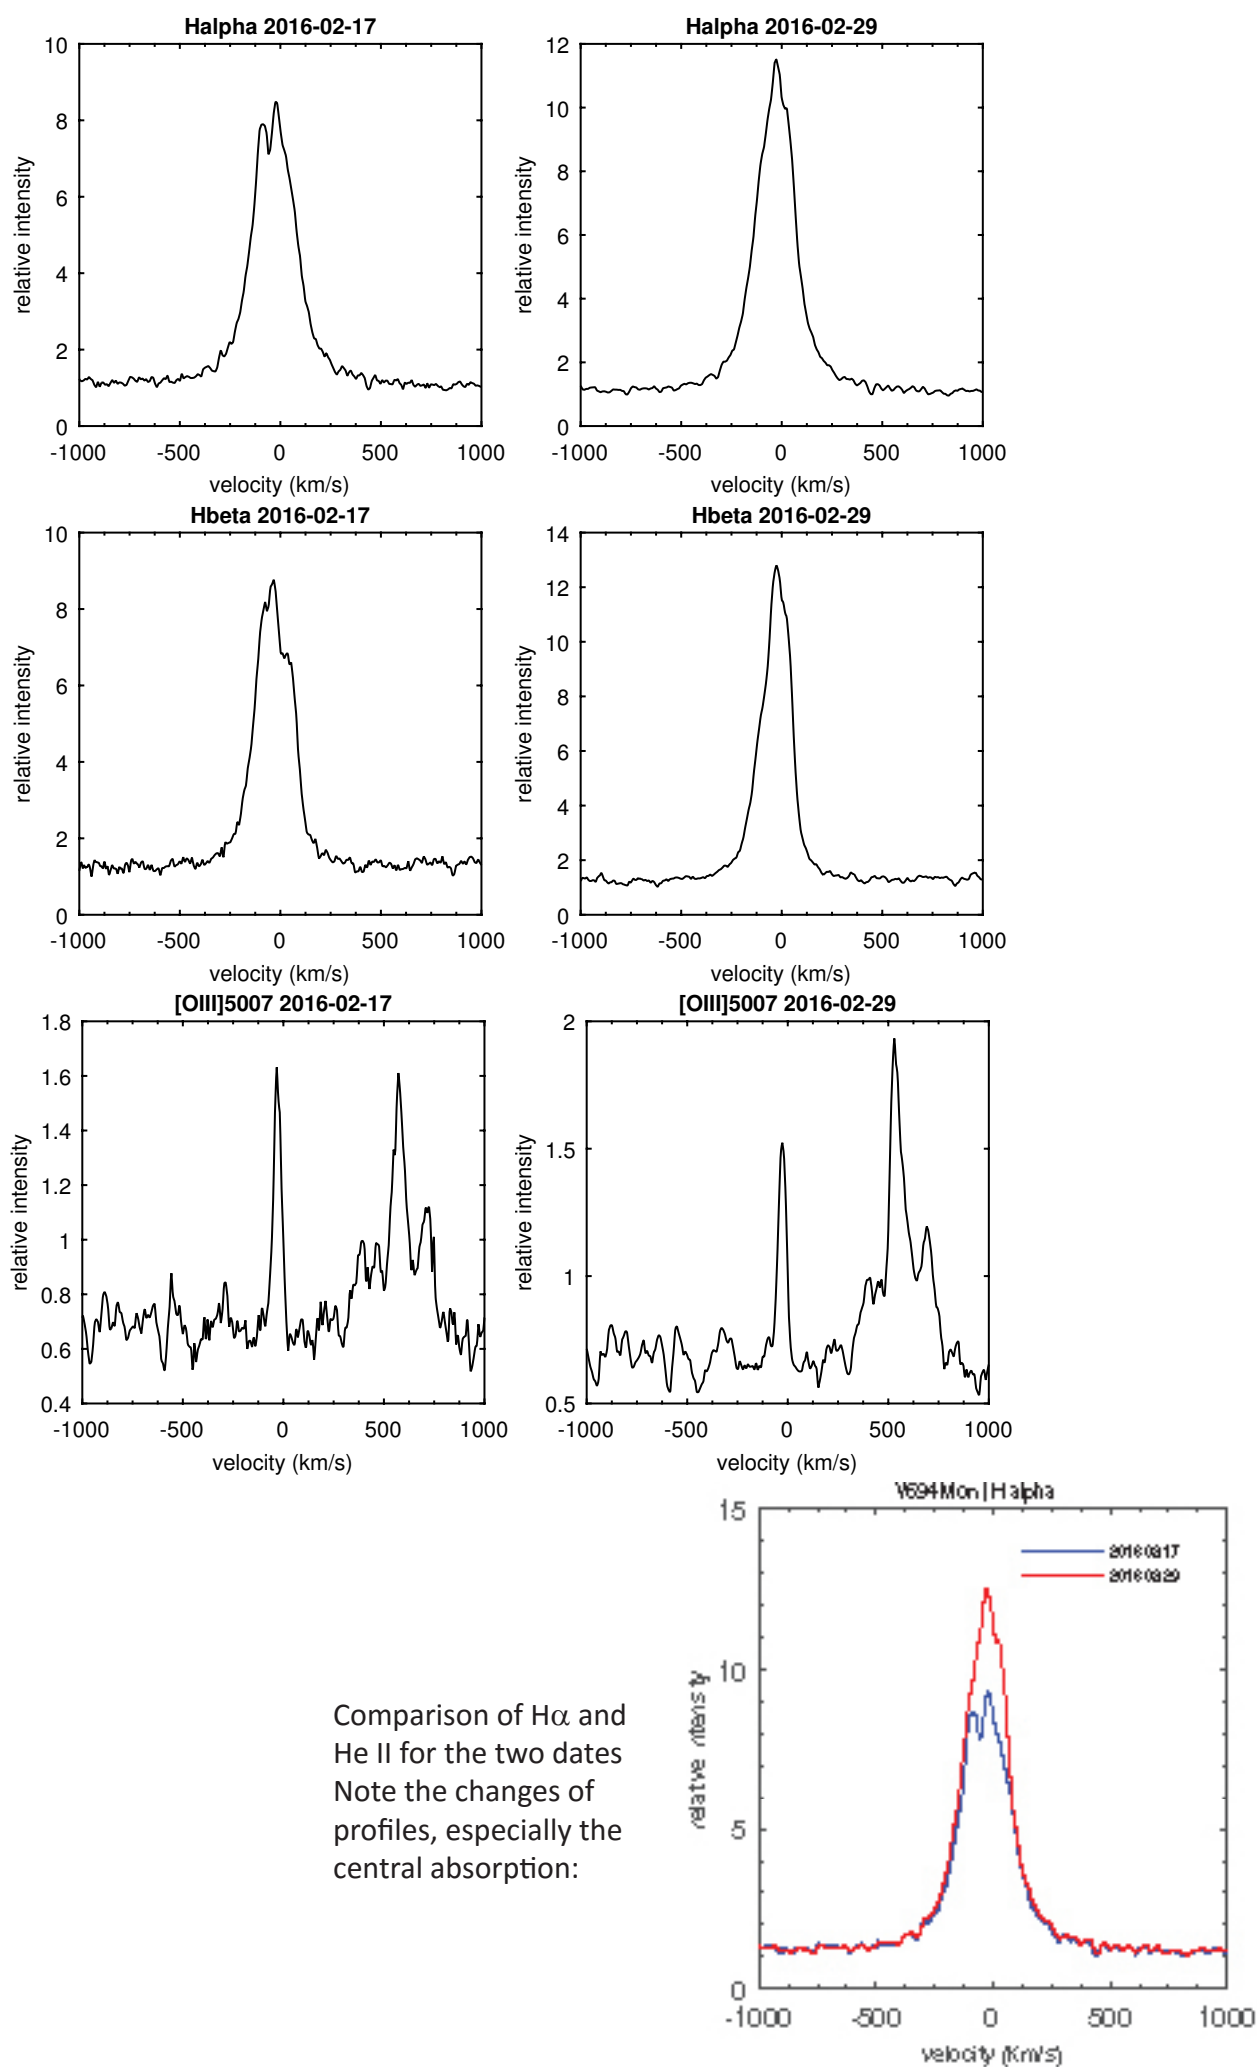 Halpha 2016-02-17
10
8
6
4
2
0
relative intensity
-1000 -500 0 500 1000
velocity (km/s)
Halpha 2016-02-29
12
10
8
6
4
2
0
relative intensity
-1000 -500 0 500 1000
velocity (km/s)
Hbeta 2016-02-17
10
8
6
4
2
0
relative intensity
-1000 -500 0 500 1000
velocity (km/s)
Hbeta 2016-02-29
14
12
10
8
6
4
2
0
relative intensity
-1000 -500 0 500 1000
velocity (km/s)
[OIII]5007 2016-02-17
1.8
1.6
1.4
1.2
1
0.8
0.6
0.4
relative intensity
-1000 -500 0 500 1000
velocity (km/s)
[OIII]5007 2016-02-29
2
1.5
1
0.5
relative intensity
-1000 -500 0 500 1000
velocity (km/s)
Comparison of Hα and
He II for the two dates
Note the changes of
profiles, especially the
central absorption:
V694Mon | Halpha
20160217
20160229
15
10
5
0
relative intensity
-1000 -500 0 500 1000
velocity (Km/s)